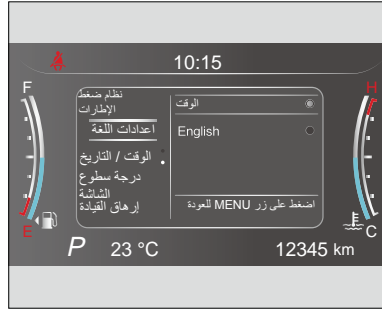 10:15
F
H
نظام ضغط
الإطارات
اعدادات اللغة
الوقت / التاريخ
درجة سطوع
الشاشة
إرهاق القيادة
الوقت
English
اضغط على زر MENU للعودة
E
C
P
23 °C
12345 km